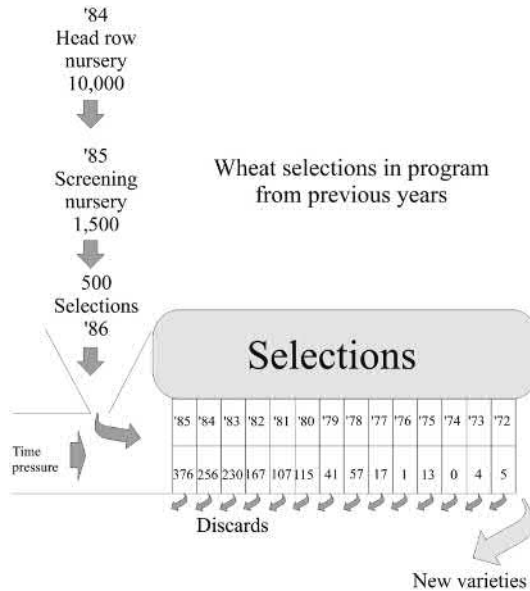 '84
Head row
nursery
10,000
'85
Screening
nursery
1,500
500
Selections
'86
Wheat selections in program
from previous years
Selections
'85 '84 '83 '82 '81 '80 '79 '78 '77 '76 '75 '74 '73 '72
Time
pressure
376 256 230 167 107 115 41 57 17 1 13 0 4 5
Discards
New varieties